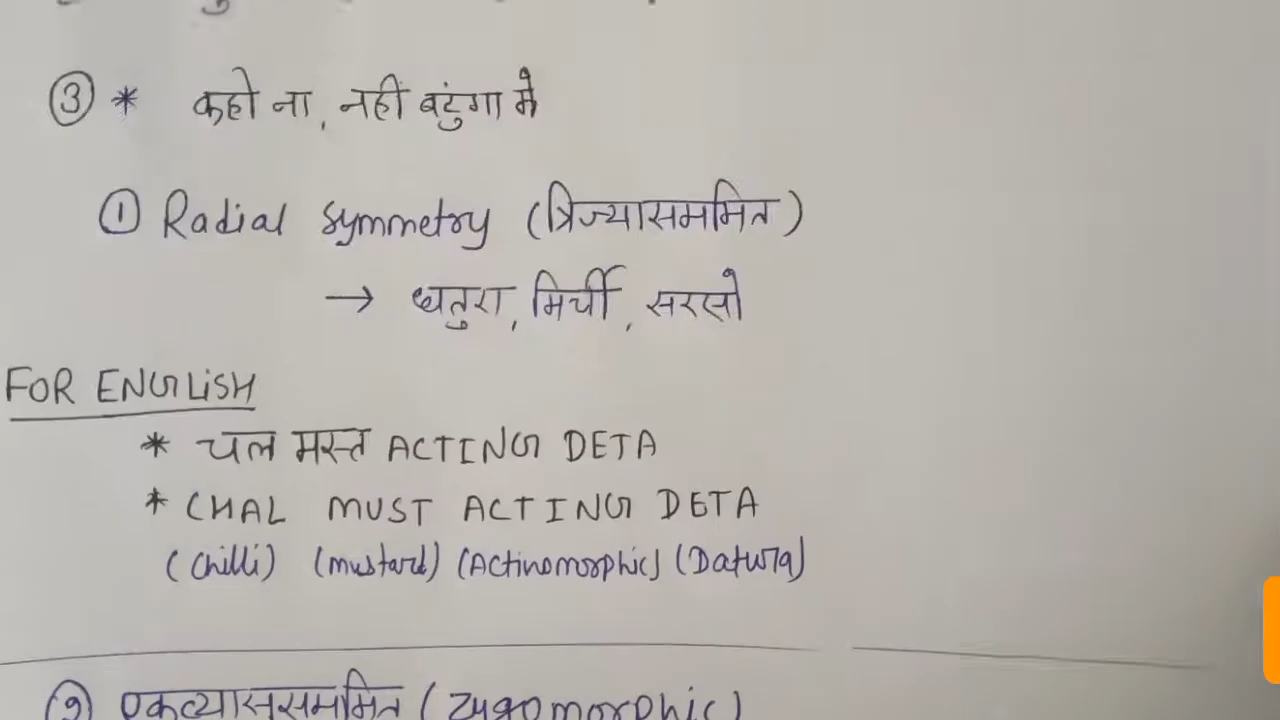 ③ * कहो ना, नहीं बटुंगा मे
① Radial symmetry (त्रिज्यासममित)
→ धतुरा, मिर्ची, सरसो
FOR ENGLISH
* चल मस्त ACTING DETA
* CHAL MUST ACTING DETA
(Chilli) (mustard) (Actinomorphic) (Datura)
② एकव्याससममित (Zygomorphic)